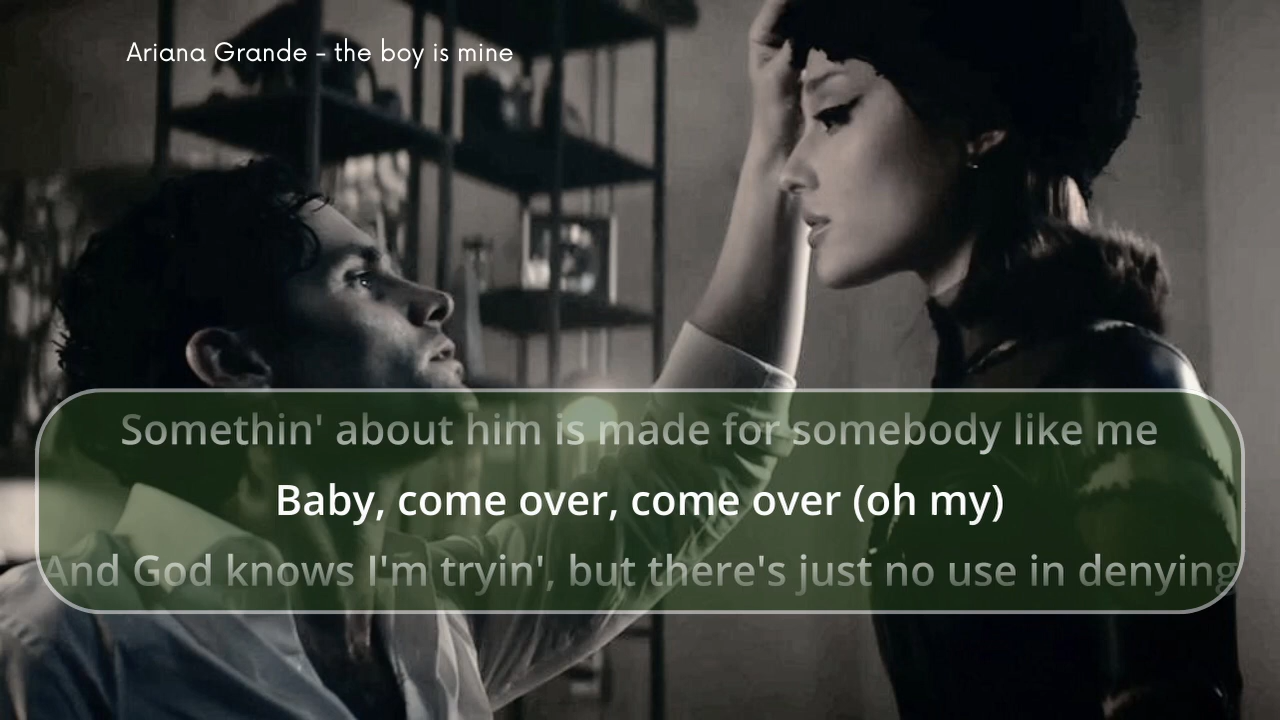 Ariana Grande - the boy is mine
Somethin' about him is made for somebody like me
Baby, come over, come over (oh my)
And God knows I'm tryin', but there's just no use in denying